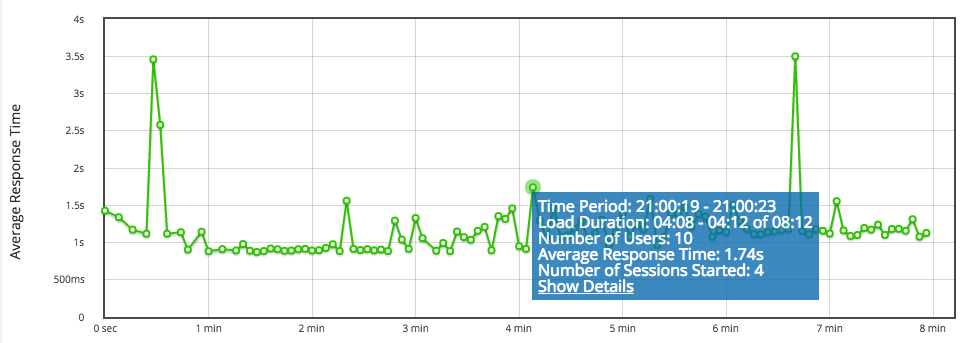 4s
3.5s
3s
2.5s
2s
1.5s
1s
500ms
0
Average Response Time
Time Period: 21:00:19 - 21:00:23
Load Duration: 04:08 - 04:12 of 08:12
Number of Users: 10
Average Response Time: 1.74s
Number of Sessions Started: 4
Show Details
0 sec
1 min
2 min
3 min
4 min
5 min
6 min
7 min
8 min